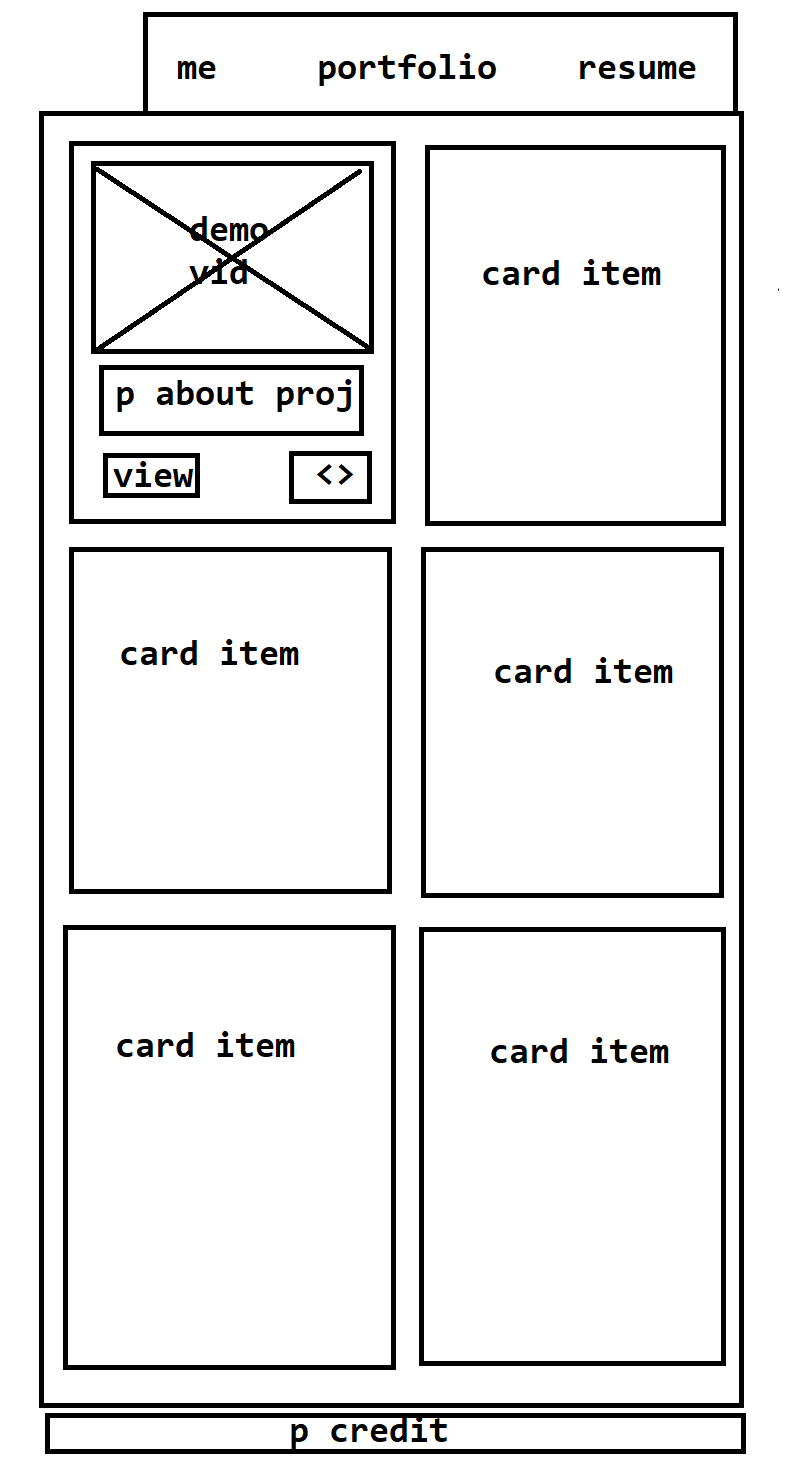 me portfolio resume
demo
vid
p about proj
view <>
card item
card item
card item
card item
card item
p credit